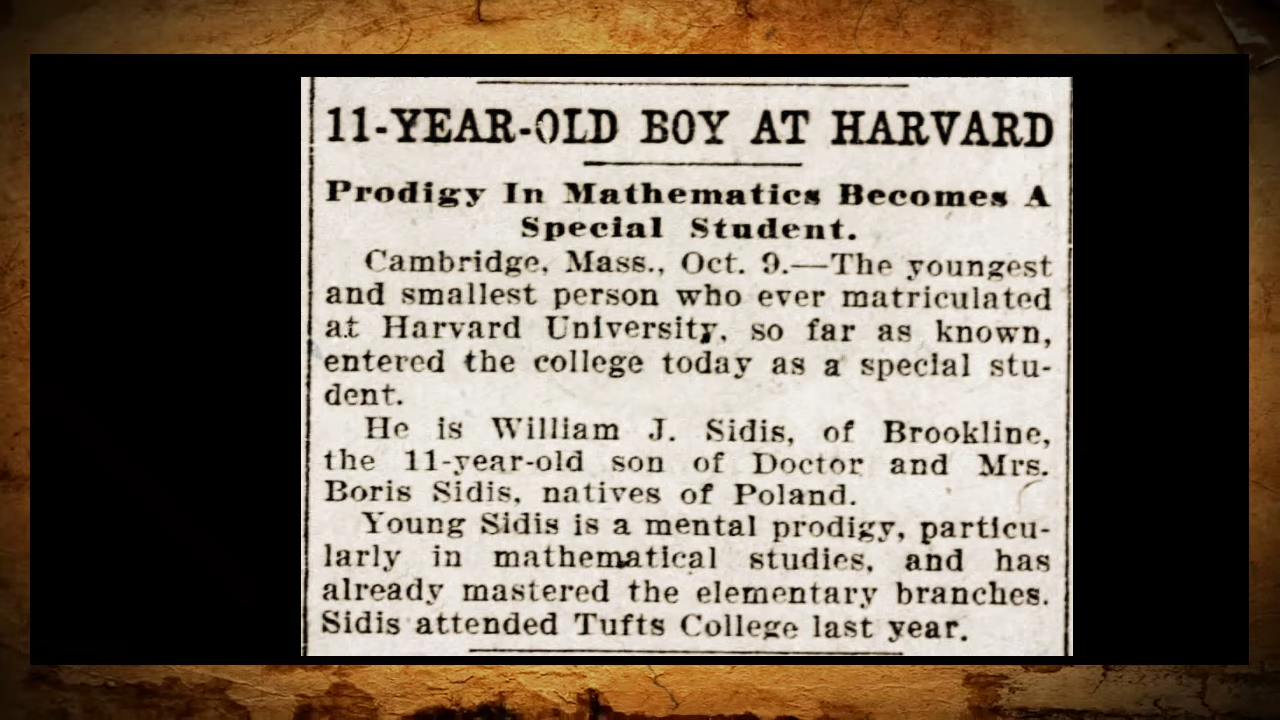 11-YEAR-OLD BOY AT HARVARD
Prodigy In Mathematics Becomes A
Special Student.
Cambridge, Mass., Oct. 9.—The youngest
and smallest person who ever matriculated
at Harvard University, so far as known,
entered the college today as a special stu-
dent.
He is William J. Sidis, of Brookline,
the 11-year-old son of Doctor and Mrs.
Boris Sidis, natives of Poland.
Young Sidis is a mental prodigy, particu-
larly in mathematical studies, and has
already mastered the elementary branches.
Sidis attended Tufts College last year.